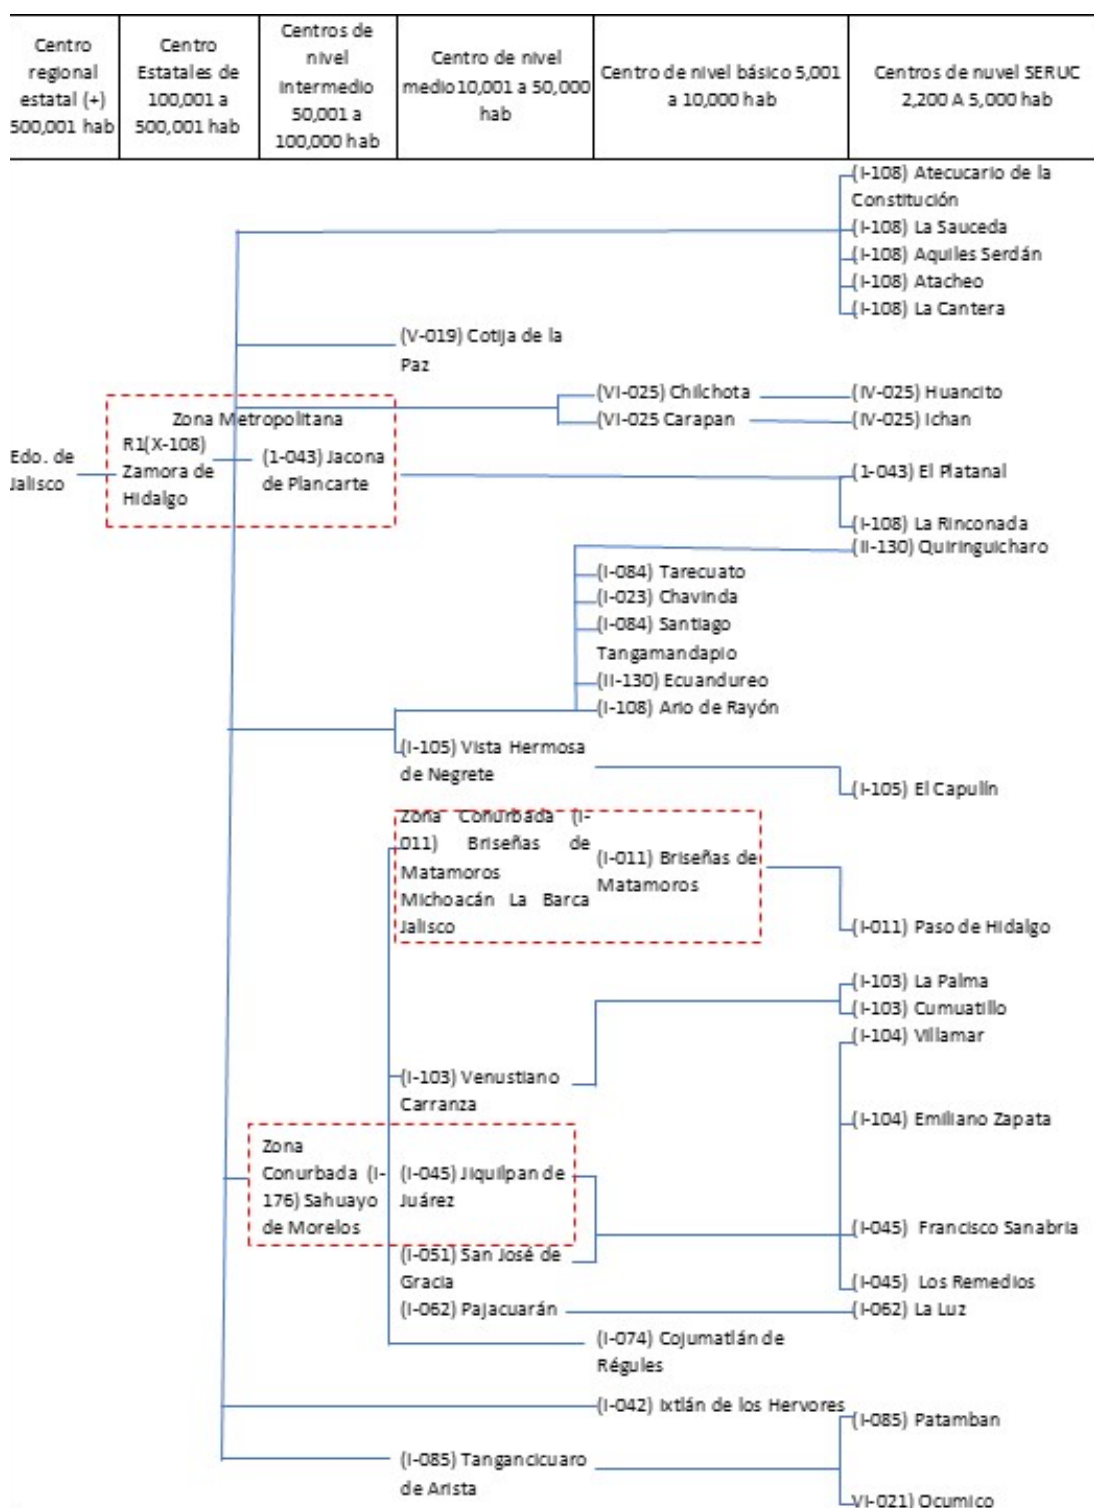 Centro
regional
estatal (+)
500,001 hab
Centro
Estatales de
100,001 a
500,001 hab
Centros de
nivel
Intermedio
50,001 a
100,000 hab
Centro de nivel
medio 10,001 a 50,000
hab
Centro de nivel básico 5,001
a 10,000 hab
Centros de nuvel SERUC
2,200 A 5,000 hab
(I-108) Atecucario de la
Constitución
(I-108) La Sauceda
(I-108) Aquiles Serdán
(I-108) Atacheo
(I-108) La Cantera
(V-019) Cotija de la
Paz
(VI-025) Chilchota
(IV-025) Huancito
(VI-025 Carapan
(IV-025) Ichan
Zona Metropolitana
Edo. de
Jalisco
R1(X-108)
Zamora de
Hidalgo
(1-043) Jacona
de Plancarte
(1-043) El Platanal
(I-108) La Rinconada
(II-130) Quiringuicharo
(I-084) Tarecuato
(I-023) Chavinda
(I-084) Santiago
Tangamandapio
(II-130) Ecuandureo
(I-108) Ario de Rayón
(I-105) Vista Hermosa
de Negrete
(I-105) El Capulín
Zona Conurbada (I-
011) Briseñas de
Matamoros
Michoacán La Barca
Jalisco
(I-011) Briseñas de
Matamoros
(I-011) Paso de Hidalgo
(I-103) La Palma
(I-103) Cumuatillo
(I-104) Villamar
(I-103) Venustiano
Carranza
(I-104) Emiliano Zapata
Zona
Conurbada (I-
176) Sahuayo
de Morelos
(I-045) Jiquilpan de
Juárez
(I-045) Francisco Sanabria
(I-051) San José de
Gracia
(I-045) Los Remedios
(I-062) Pajacuarán
(I-062) La Luz
(I-074) Cojumatlán de
Régules
(I-042) Ixtlán de los Hervores
(I-085) Patamban
(I-085) Tangancicuaro
de Arista
VI-021) Ocumico